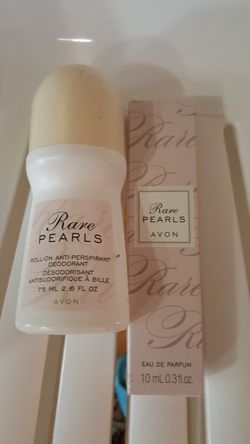 Rare
PEARLS
ROLL-ON ANTI-PERSPIRANT
DEODORANT
DÉSODORISANT
ANTISUDORIFIQUE À BILLE
75 ML 2.6 FL OZ
AVON
Rare
Rare
PEARLS
AVON
Rare
EAU DE PARFUM
10 mL 0.3 fl.oz.